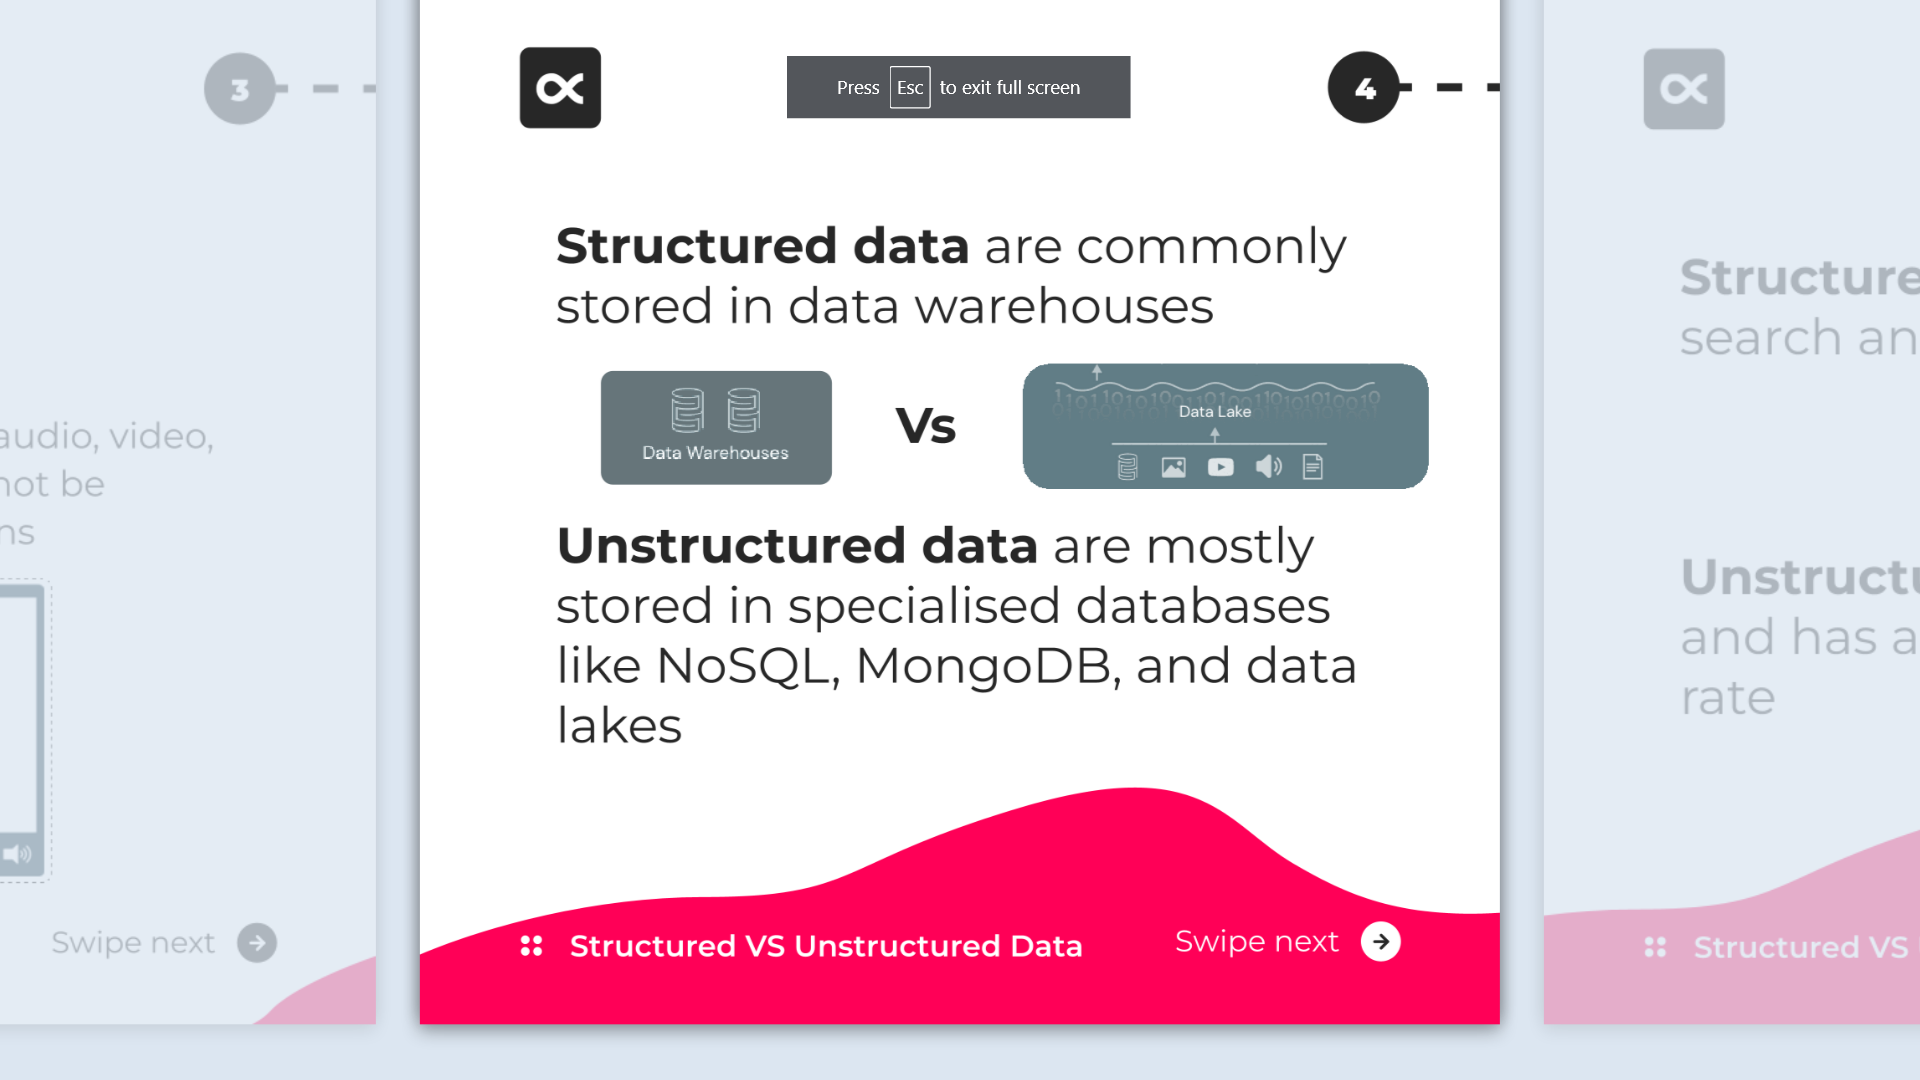 3
audio, video,
not be
ns
Swipe next
Press Esc to exit full screen
4
Structured data are commonly
stored in data warehouses
Data Warehouses
Vs
Data Lake
Unstructured data are mostly
stored in specialised databases
like NoSQL, MongoDB, and data
lakes
Structured VS Unstructured Data
Swipe next
Structure
search an
Unstructu
and has a
rate
Structured VS